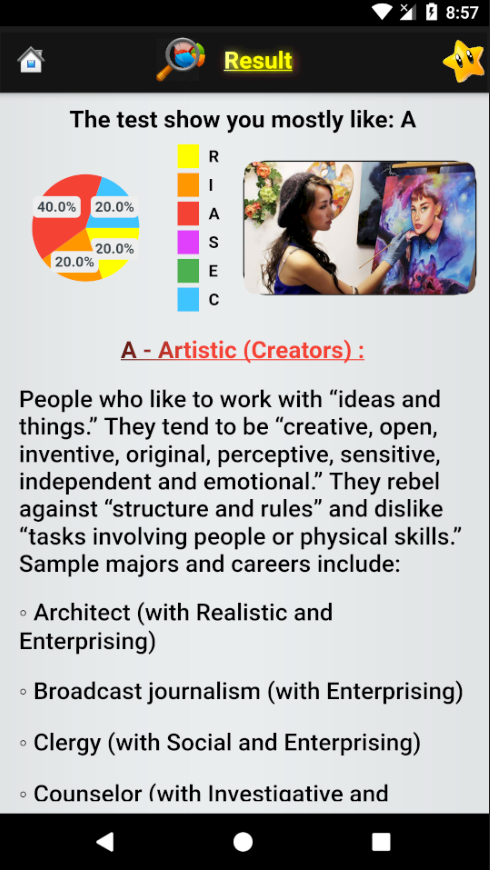 8:57
Result
The test show you mostly like: A
R
I
A
S
E
C
40.0%
20.0%
20.0%
20.0%
A - Artistic (Creators) :
People who like to work with “ideas and
things.” They tend to be “creative, open,
inventive, original, perceptive, sensitive,
independent and emotional.” They rebel
against “structure and rules” and dislike
“tasks involving people or physical skills.”
Sample majors and careers include:
◦ Architect (with Realistic and
Enterprising)
◦ Broadcast journalism (with Enterprising)
◦ Clergy (with Social and Enterprising)
◦ Counselor (with Investigative and